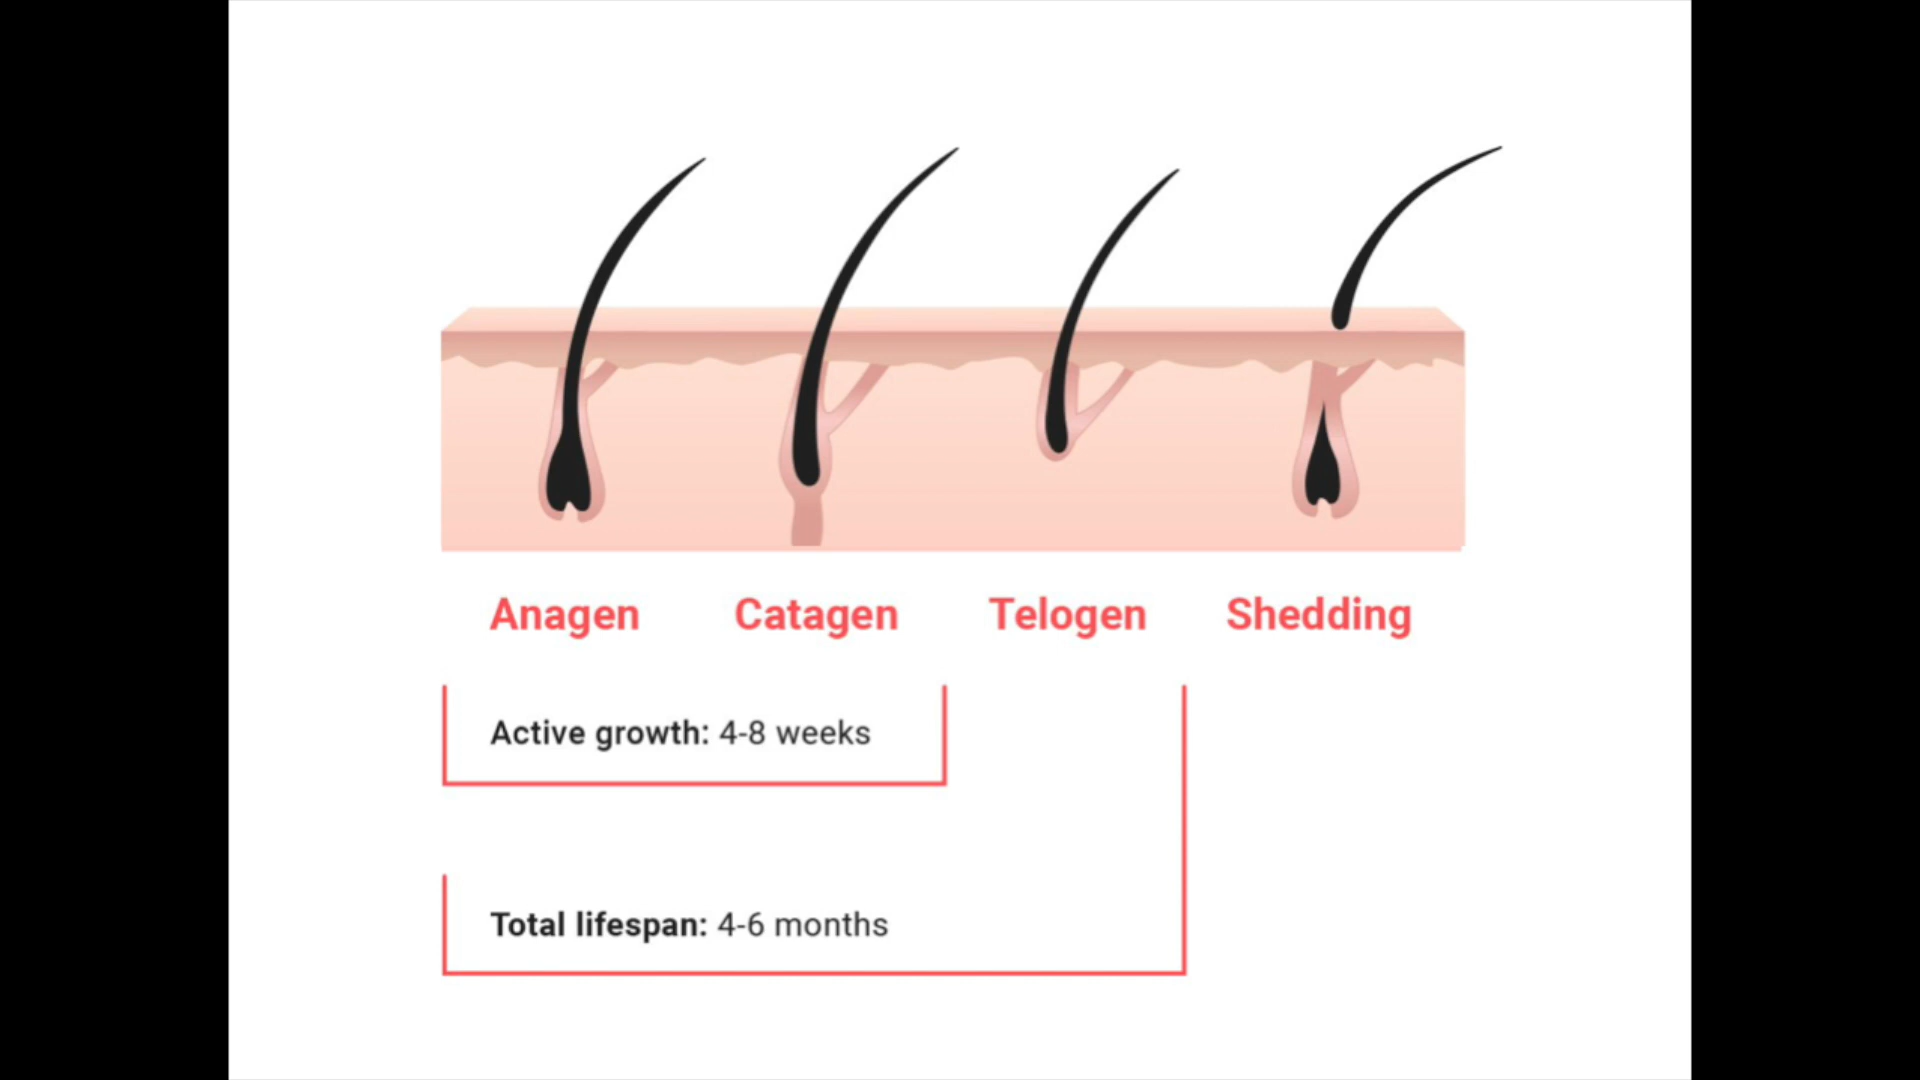 Anagen Catagen Telogen Shedding
Active growth: 4-8 weeks
Total lifespan: 4-6 months